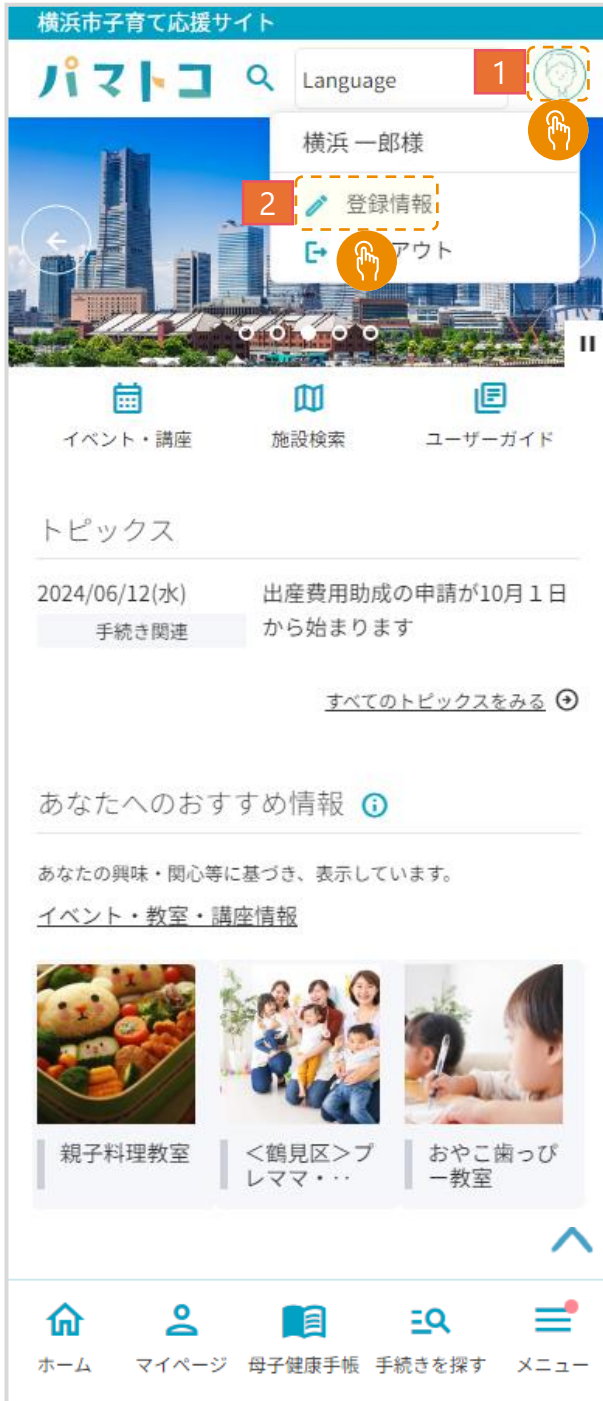 横浜市子育て応援サイト
パマトコ
Language
1
横浜 一郎様
2
登録情報
アウト
イベント・講座
施設検索
ユーザーガイド
トピックス
2024/06/12(水)
手続き関連
出産費用助成の申請が10月１日
から始まります
すべてのトピックスをみる
あなたへのおすすめ情報
あなたの興味・関心等に基づき、表示しています。
イベント・教室・講座情報
親子料理教室
＜鶴見区＞プ
レママ・‥
おやこ歯っぴ
ー教室
ホーム
マイページ
母子健康手帳
手続きを探す
メニュー